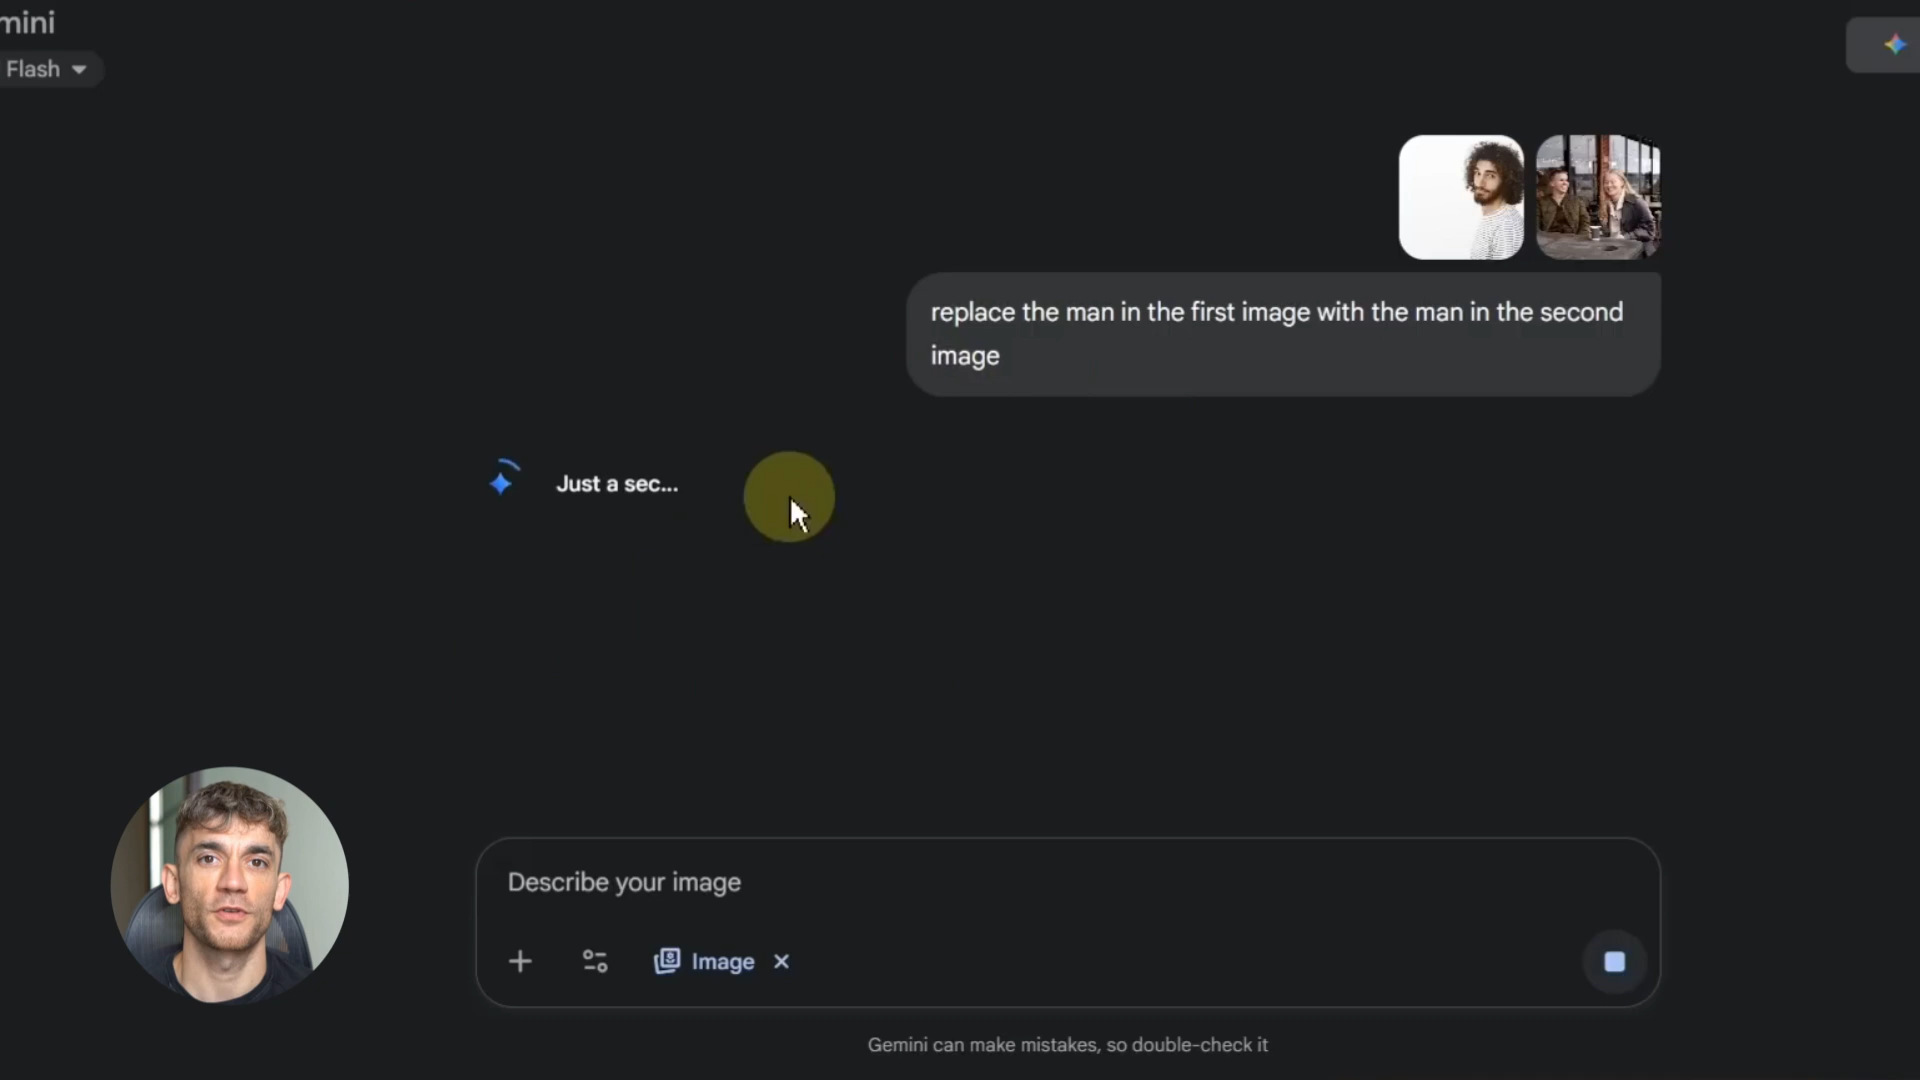 mini
Flash
replace the man in the first image with the man in the second
image
Just a sec...
Describe your image
Image
Gemini can make mistakes, so double-check it